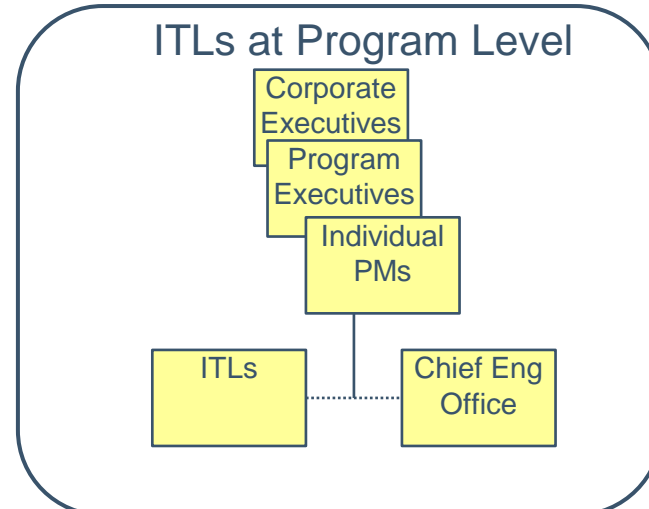 ITLs at Program Level
Corporate
Executives
Program
Executives
Individual
PMs
ITLs
Chief Eng
Office